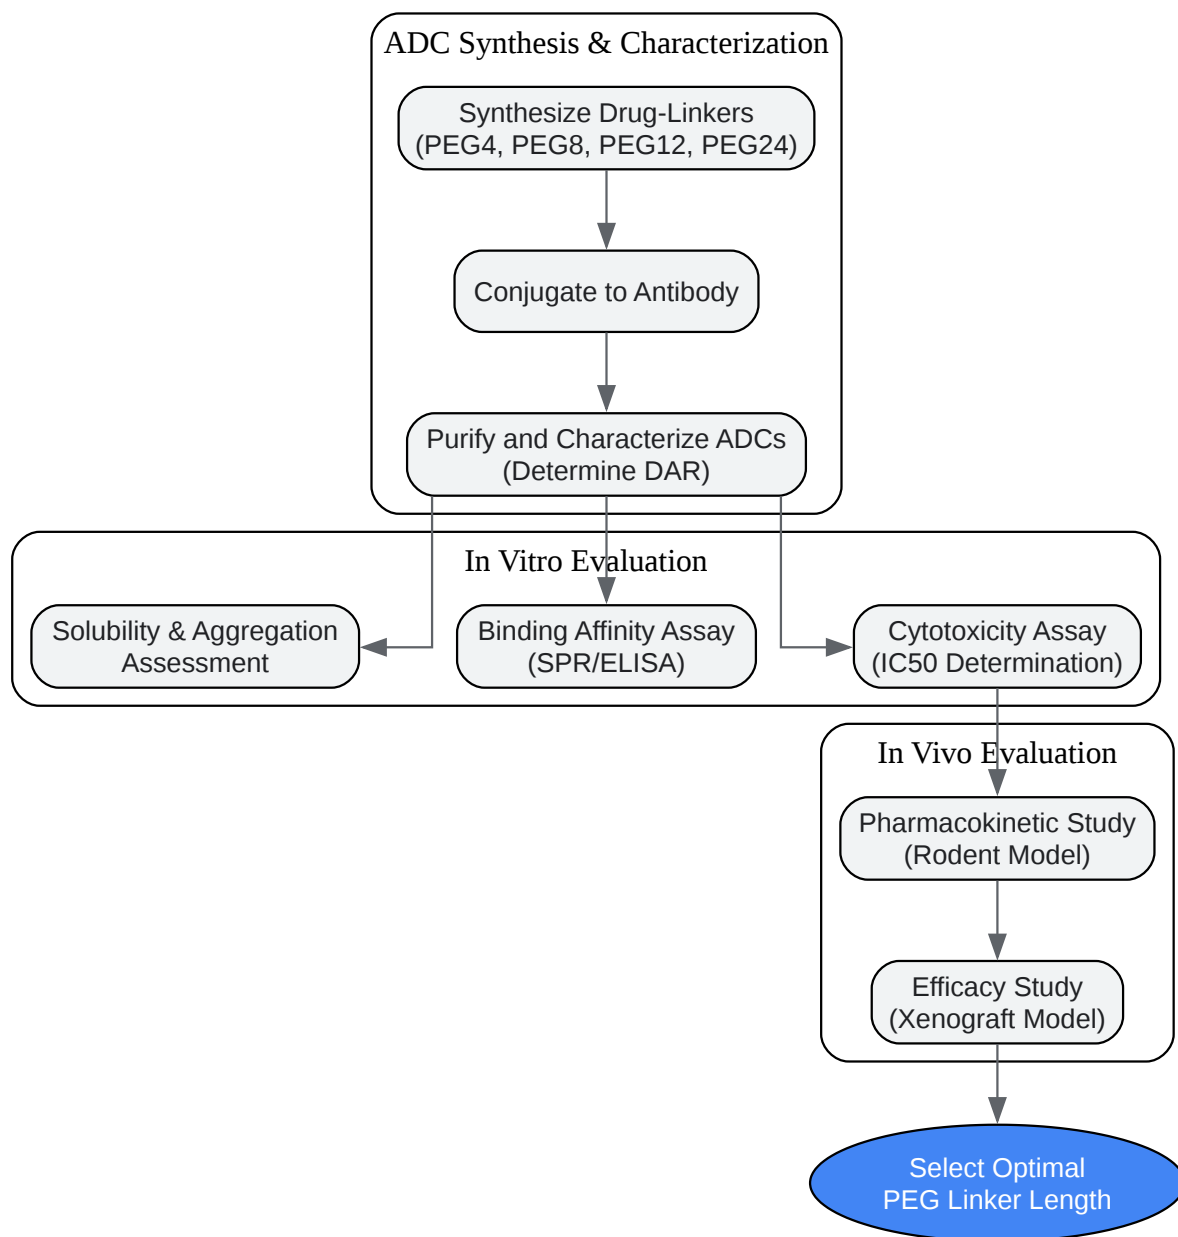 ADC Synthesis & Characterization
Synthesize Drug-Linkers
(PEG4, PEG8, PEG12, PEG24)
Conjugate to Antibody
Purify and Characterize ADCs
(Determine DAR)
In Vitro Evaluation
Solubility & Aggregation
Assessment
Binding Affinity Assay
(SPR/ELISA)
Cytotoxicity Assay
(IC50 Determination)
In Vivo Evaluation
Pharmacokinetic Study
(Rodent Model)
Efficacy Study
(Xenograft Model)
Select Optimal
PEG Linker Length